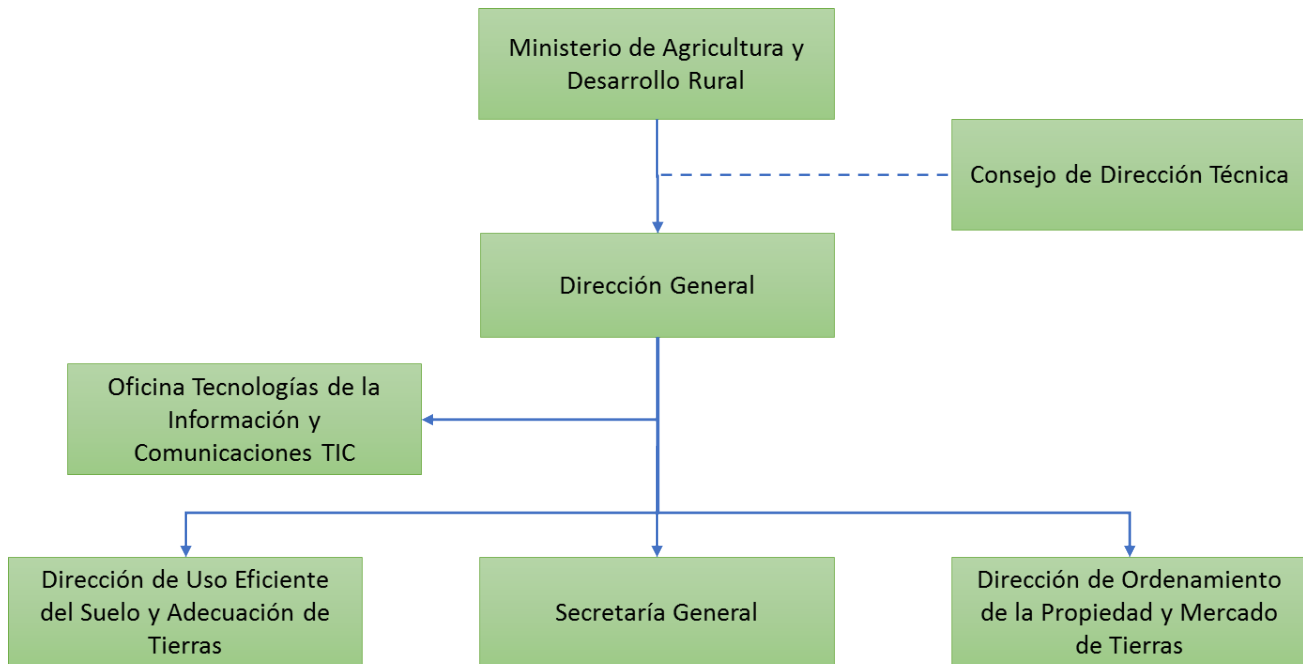 Ministerio de Agricultura y
Desarrollo Rural
Consejo de Dirección Técnica
Dirección General
Oficina Tecnologías de la
Información y
Comunicaciones TIC
Dirección de Uso Eficiente
del Suelo y Adecuación de
Tierras
Secretaría General
Dirección de Ordenamiento
de la Propiedad y Mercado
de Tierras